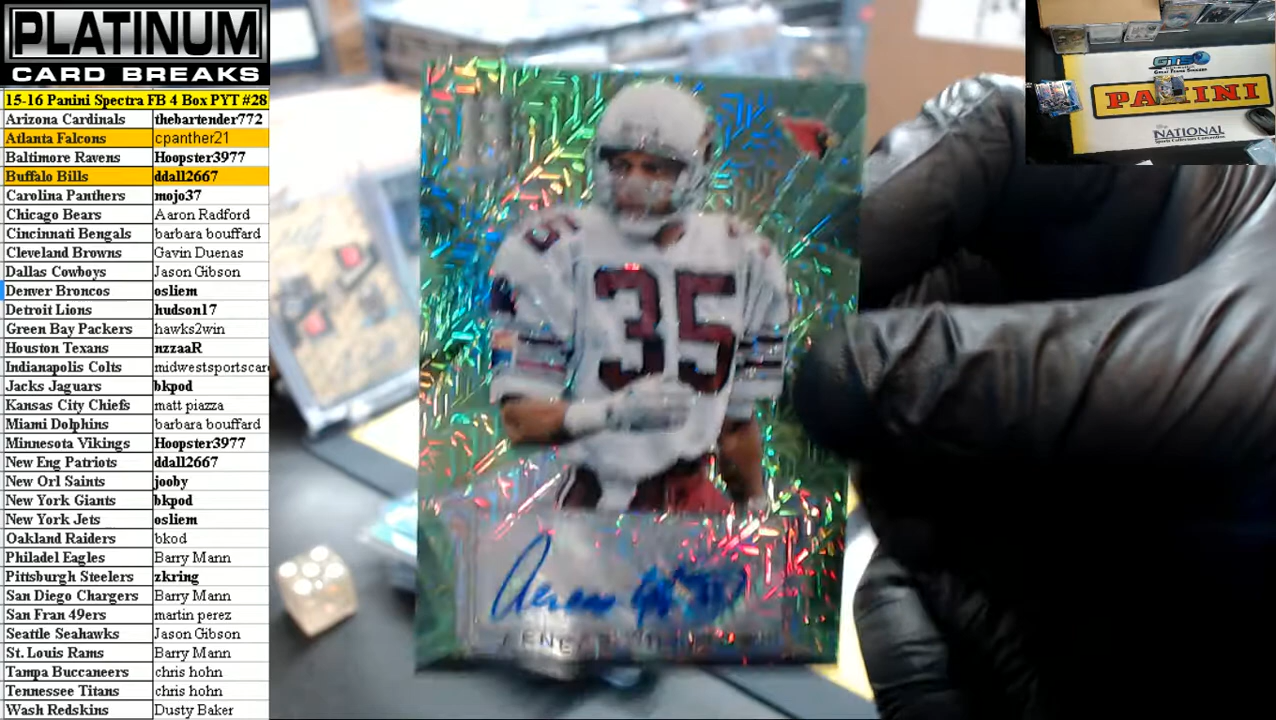 PLATINUM
CARD BREAKS
15-16 Panini Spectra FB 4 Box PYT #28
Arizona Cardinals thebartender772
Atlanta Falcons cpanther21
Baltimore Ravens Hoopster3977
Buffalo Bills ddall2667
Carolina Panthers mojo37
Chicago Bears Aaron Radford
Cincinnati Bengals barbara bouffard
Cleveland Browns Gavin Duenas
Dallas Cowboys Jason Gibson
Denver Broncos osliem
Detroit Lions hudson17
Green Bay Packers hawks2win
Houston Texans nzzaaR
Indianapolis Colts midwestsportscar
Jacks Jaguars bkpod
Kansas City Chiefs matt piazza
Miami Dolphins barbara bouffard
Minnesota Vikings Hoopster3977
New Eng Patriots ddall2667
New Orl Saints jooby
New York Giants bkpod
New York Jets osliem
Oakland Raiders bkod
Philadel Eagles Barry Mann
Pittsburgh Steelers zkring
San Diego Chargers Barry Mann
San Fran 49ers martin perez
Seattle Seahawks Jason Gibson
St. Louis Rams Barry Mann
Tampa Buccaneers chris hohn
Tennessee Titans chris hohn
Wash Redskins Dusty Baker
35
GTS
PANINI
THE NATIONAL